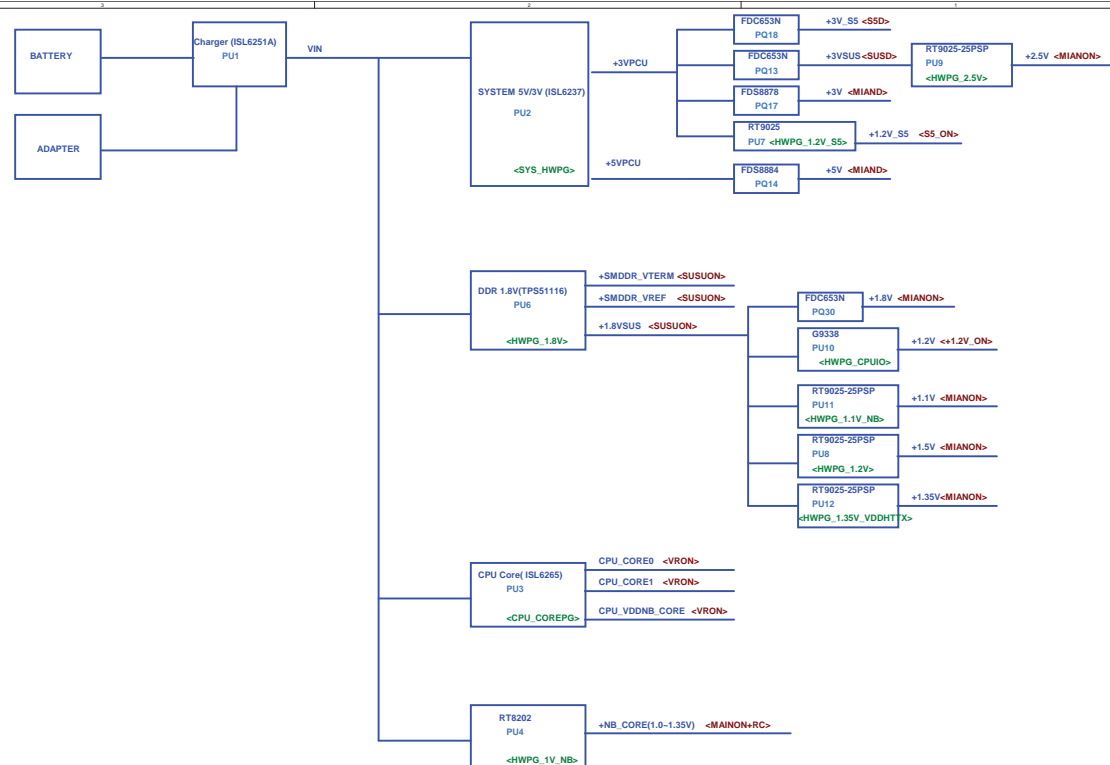 3
2
1
BATTERY
ADAPTER
Charger (ISL6251A)
PU1
VIN
SYSTEM 5V/3V (ISL6237)
PU2
<SYS_HWPG>
+3VPCU
+5VPCU
FDC653N
PQ18
+3V_S5 <S5D>
FDC653N
PQ13
+3VSUS<SUSD>
RT9025-25PSP
PU9
<HWPG_2.5V>
+2.5V <MIANON>
FDS8878
PQ17
+3V <MIAND>
RT9025
PU7 <HWPG_1.2V_S5>
+1.2V_S5 <S5_ON>
FDS8884
PQ14
+5V <MIAND>
DDR 1.8V(TPS51116)
PU6
<HWPG_1.8V>
+SMDDR_VTERM <SUSUON>
+SMDDR_VREF <SUSUON>
+1.8VSUS <SUSUON>
FDC653N
PQ30
+1.8V <MIANON>
G9338
PU10
<HWPG_CPUIO>
+1.2V <+1.2V_ON>
RT9025-25PSP
PU11
<HWPG_1.1V_NB>
+1.1V <MIANON>
RT9025-25PSP
PU8
<HWPG_1.2V>
+1.5V <MIANON>
RT9025-25PSP
PU12
<HWPG_1.35V_VDDHTTX>
+1.35V<MIANON>
CPU Core( ISL6265)
PU3
<CPU_COREPG>
CPU_CORE0 <VRON>
CPU_CORE1 <VRON>
CPU_VDDNB_CORE <VRON>
RT8202
PU4
<HWPG_1V_NB>
+NB_CORE(1.0~1.35V) <MAINON+RC>